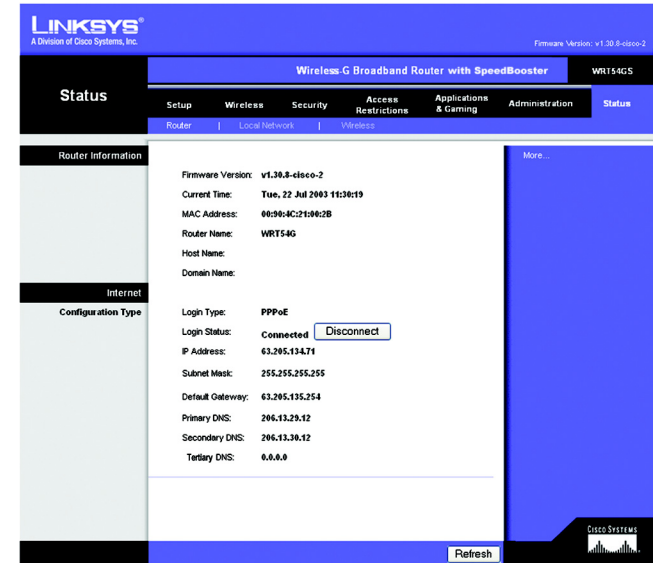 LINKSYS®
A Division of Cisco Systems, Inc.
Firmware Version: v1.30.8-cisco-2
Wireless-G Broadband Router with SpeedBooster WRT54GS
Status
Setup Wireless Security Access Restrictions Applications & Gaming Administration Status
Router | Local Network | Wireless
Router Information
More...
Firmware Version: v1.30.8-cisco-2
Current Time: Tue, 22 Jul 2003 11:30:19
MAC Address: 00:90:4C:21:00:2B
Router Name: WRT54G
Host Name:
Domain Name:
Internet
Configuration Type
Login Type: PPPoE
Login Status: Connected Disconnect
IP Address: 63.205.134.71
Subnet Mask: 255.255.255.255
Default Gateway: 63.205.135.254
Primary DNS: 206.13.29.12
Secondary DNS: 206.13.30.12
Tertiary DNS: 0.0.0.0
CISCO SYSTEMS
Refresh